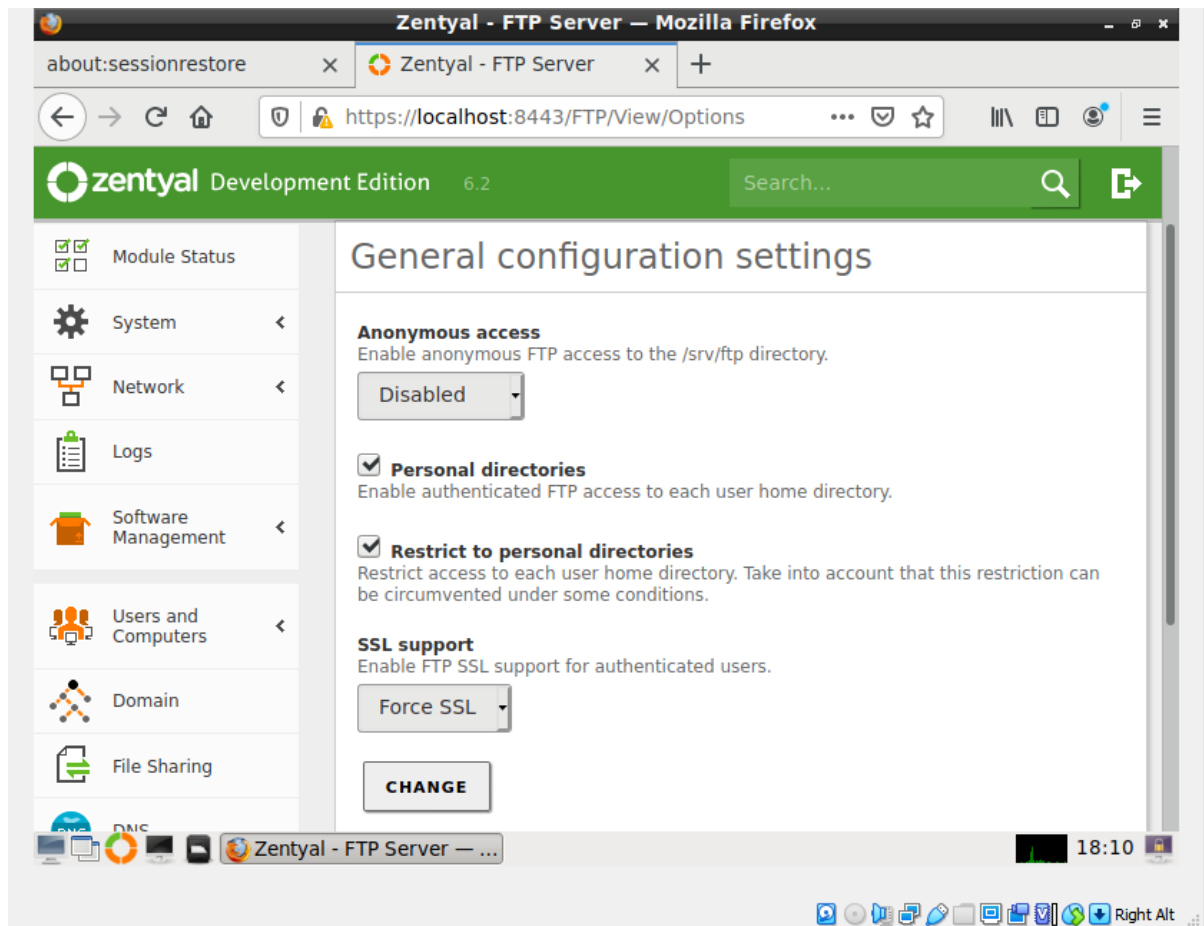 Zentyal - FTP Server — Mozilla Firefox
about:sessionrestore
Zentyal - FTP Server
https://localhost:8443/FTP/View/Options
zentyal Development Edition 6.2
Search...
Module Status
System
Network
Logs
Software
Management
Users and
Computers
Domain
File Sharing
DNS
General configuration settings
Anonymous access
Enable anonymous FTP access to the /srv/ftp directory.
Disabled
Personal directories
Enable authenticated FTP access to each user home directory.
Restrict to personal directories
Restrict access to each user home directory. Take into account that this restriction can
be circumvented under some conditions.
SSL support
Enable FTP SSL support for authenticated users.
Force SSL
CHANGE
Zentyal - FTP Server — ...
18:10
Right Alt